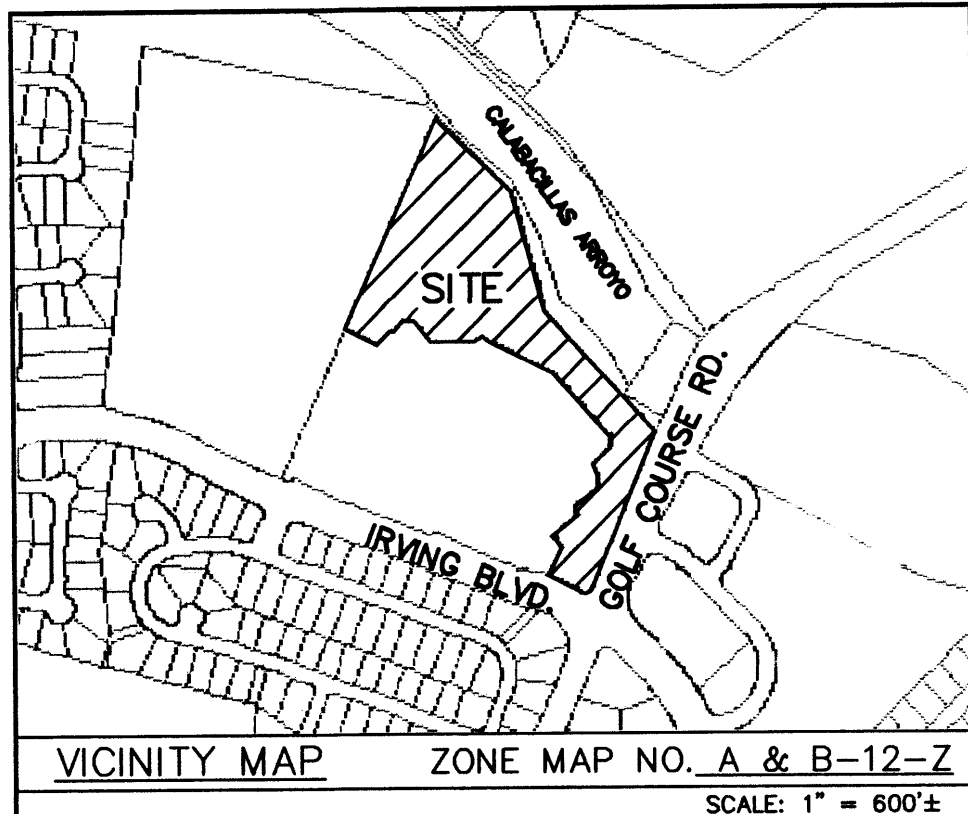 CALABACILLAS ARROYO
SITE
GOLF COURSE RD.
IRVING BLVD.
VICINITY MAP ZONE MAP NO. A & B-12-Z
SCALE: 1" = 600'±